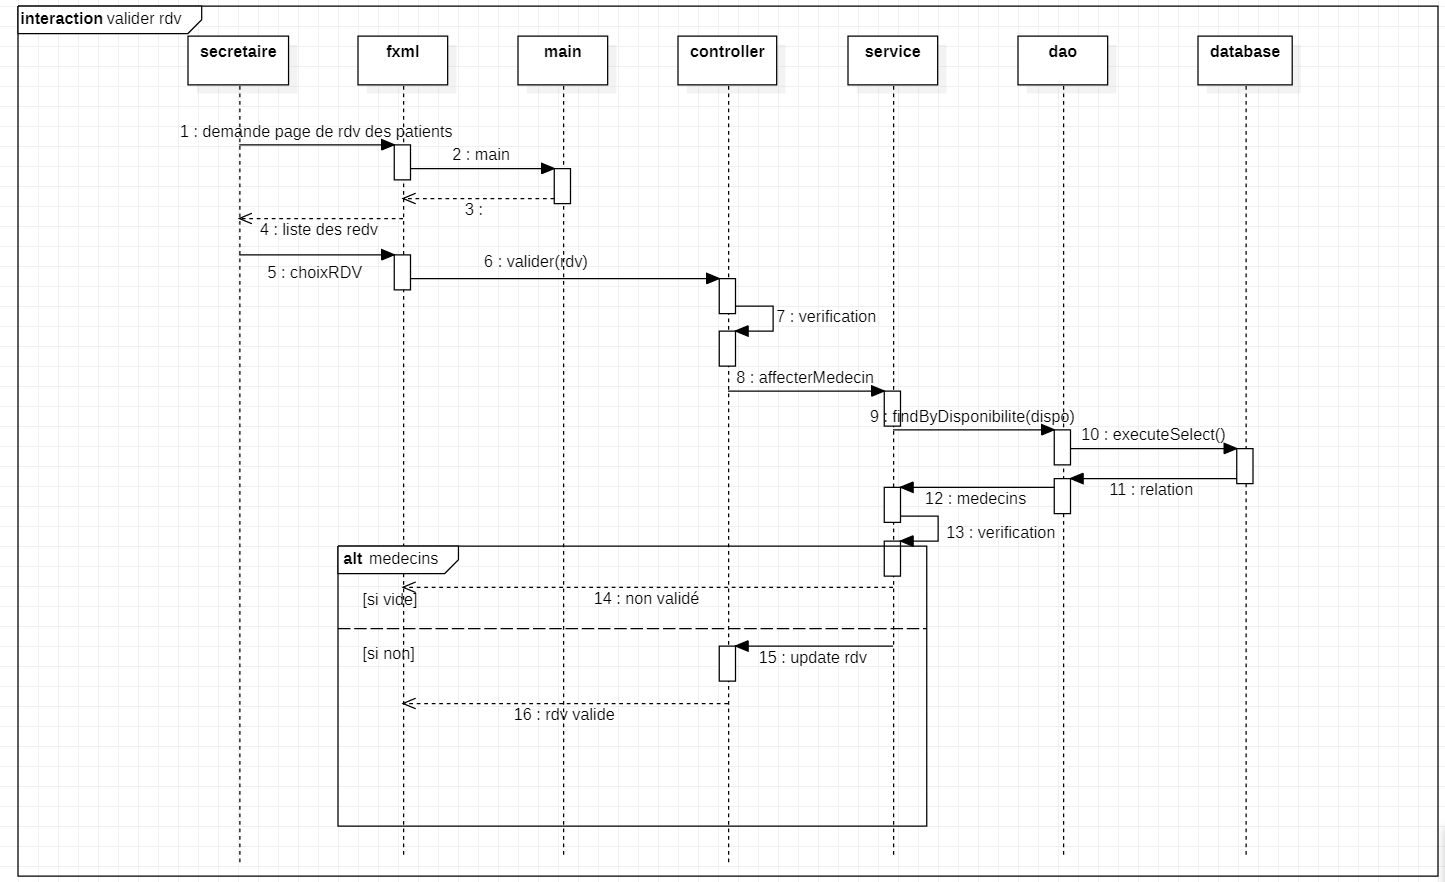 interaction valider rdv
secretaire
fxml
main
controller
service
dao
database
1 : demande page de rdv des patients
2 : main
3 :
4 : liste des redv
5 : choixRDV
6 : valider(rdv)
7 : verification
8 : affecterMedecin
9 : findByDisponibilite(dispo)
10 : executeSelect()
11 : relation
12 : medecins
13 : verification
alt medecins
[si vide]
14 : non validé
[si non]
15 : update rdv
16 : rdv valide